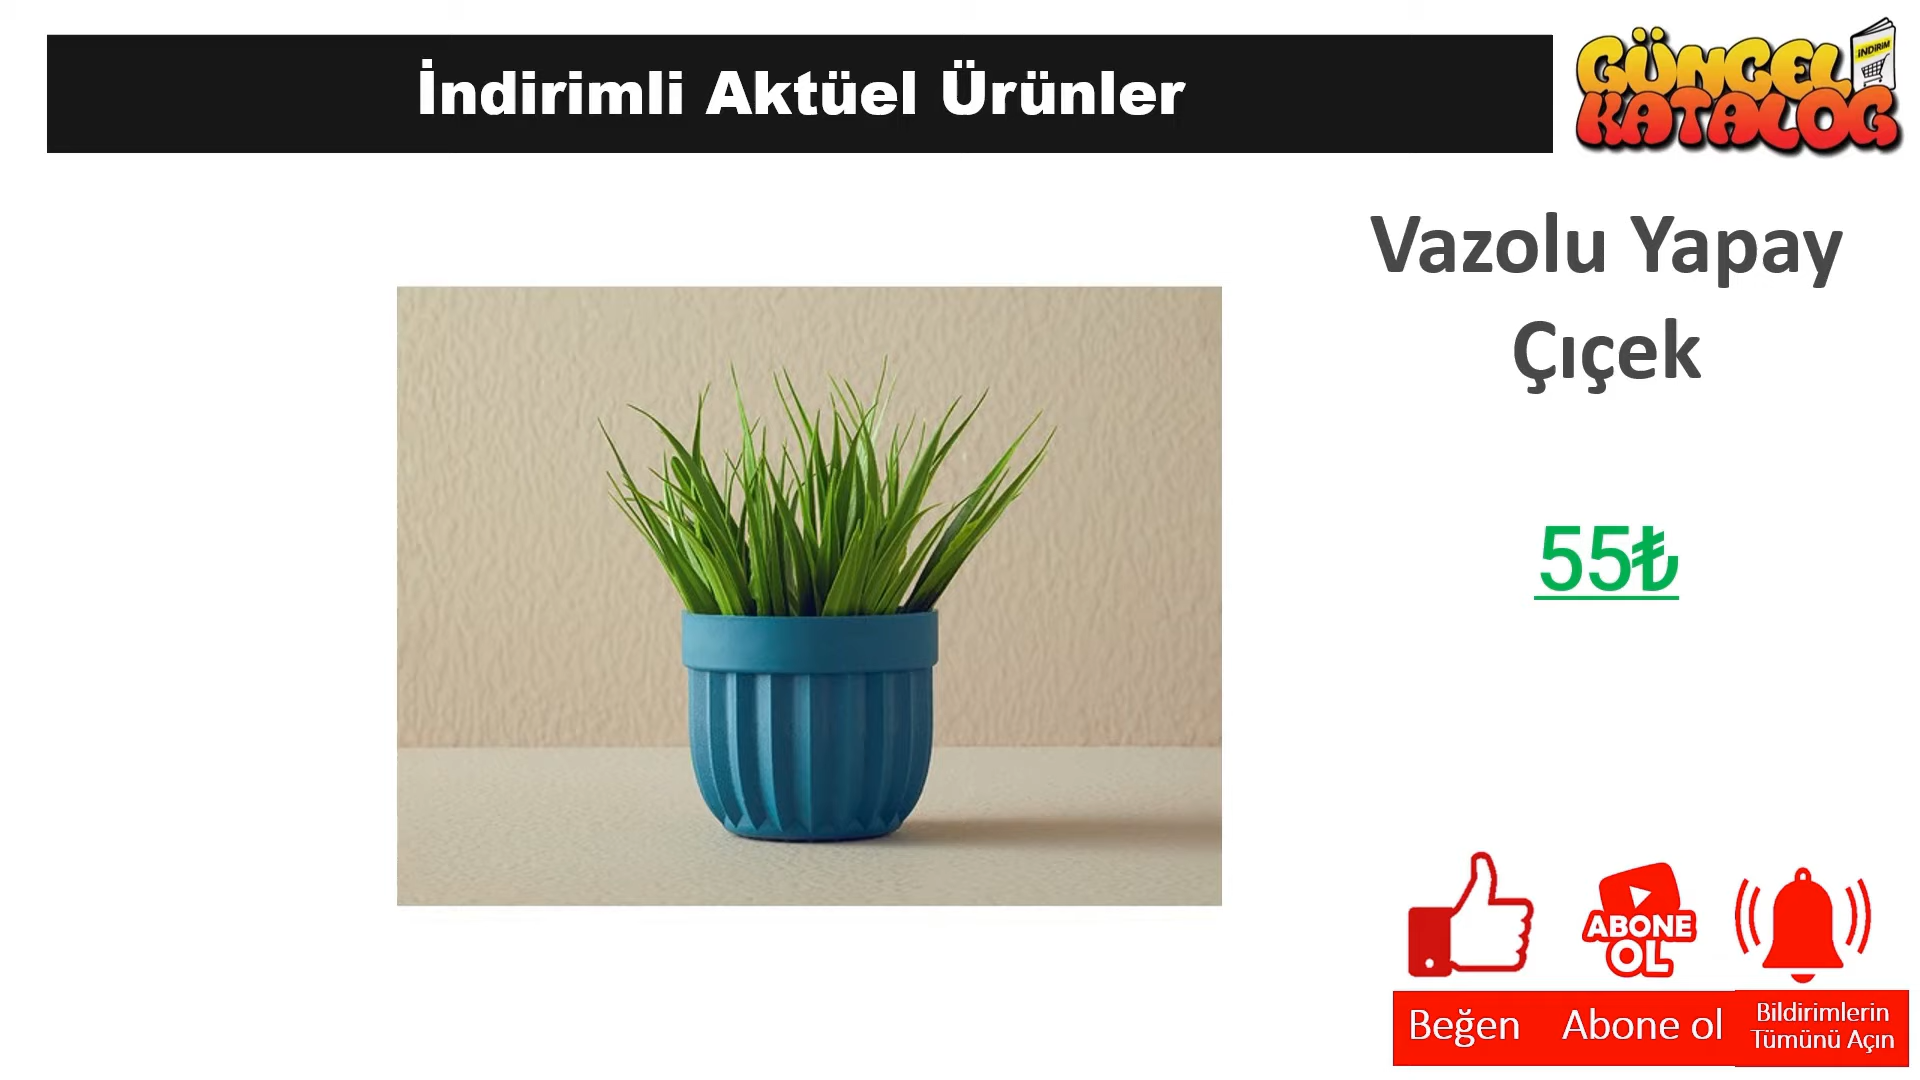 İndirimli Aktüel Ürünler
GÜNCEL
KATALOG
İNDİRİM
Vazolu Yapay
Çıçek
55₺
ABONE
OL
Beğen
Abone ol
Bildirimlerin
Tümünü Açın